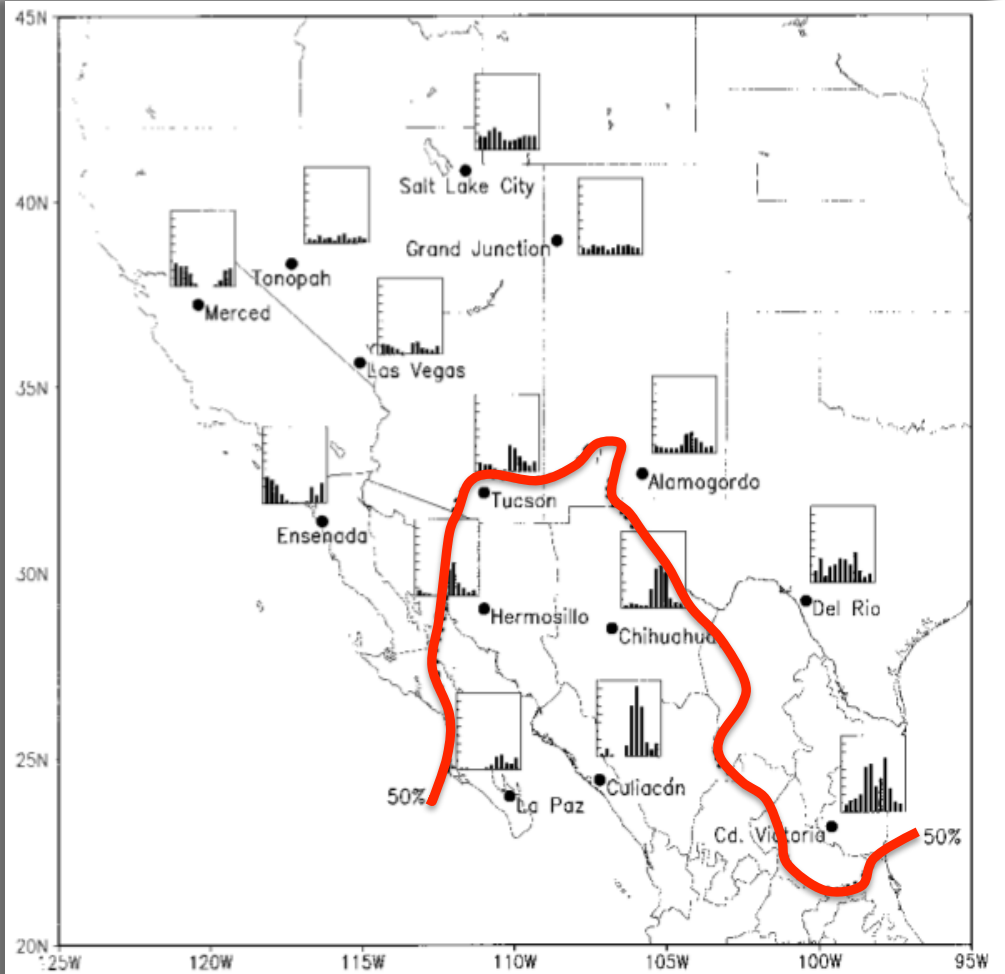 45N
Salt Lake City
40N
Grand Junction
Tonopah
Merced
Las Vegas
35N
Alamogordo
Tucson
Ensenada
30N
Del Rio
Hermosillo
Chihuahua
25N
Culiacán
50%
La Paz
Cd. Victoria
50%
20N
125W
120W
115W
110W
105W
100W
95W